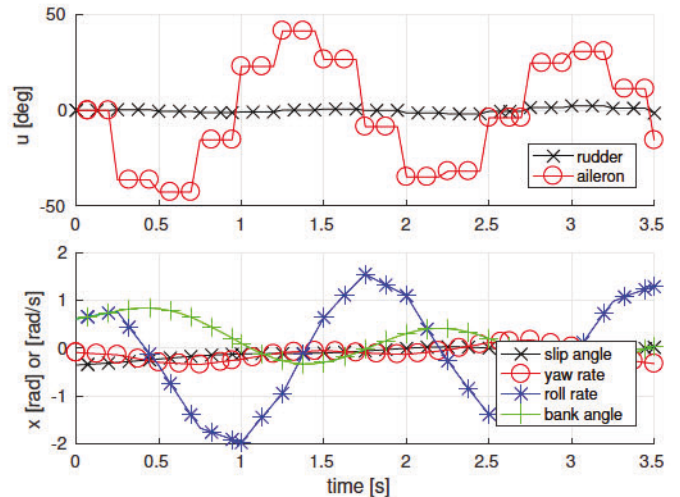 50
0
-50
u [deg]
rudder
aileron
0 0.5 1 1.5 2 2.5 3 3.5
2
1
0
-1
-2
x [rad] or [rad/s]
slip angle
yaw rate
roll rate
bank angle
0 0.5 1 1.5 2 2.5 3 3.5
time [s]